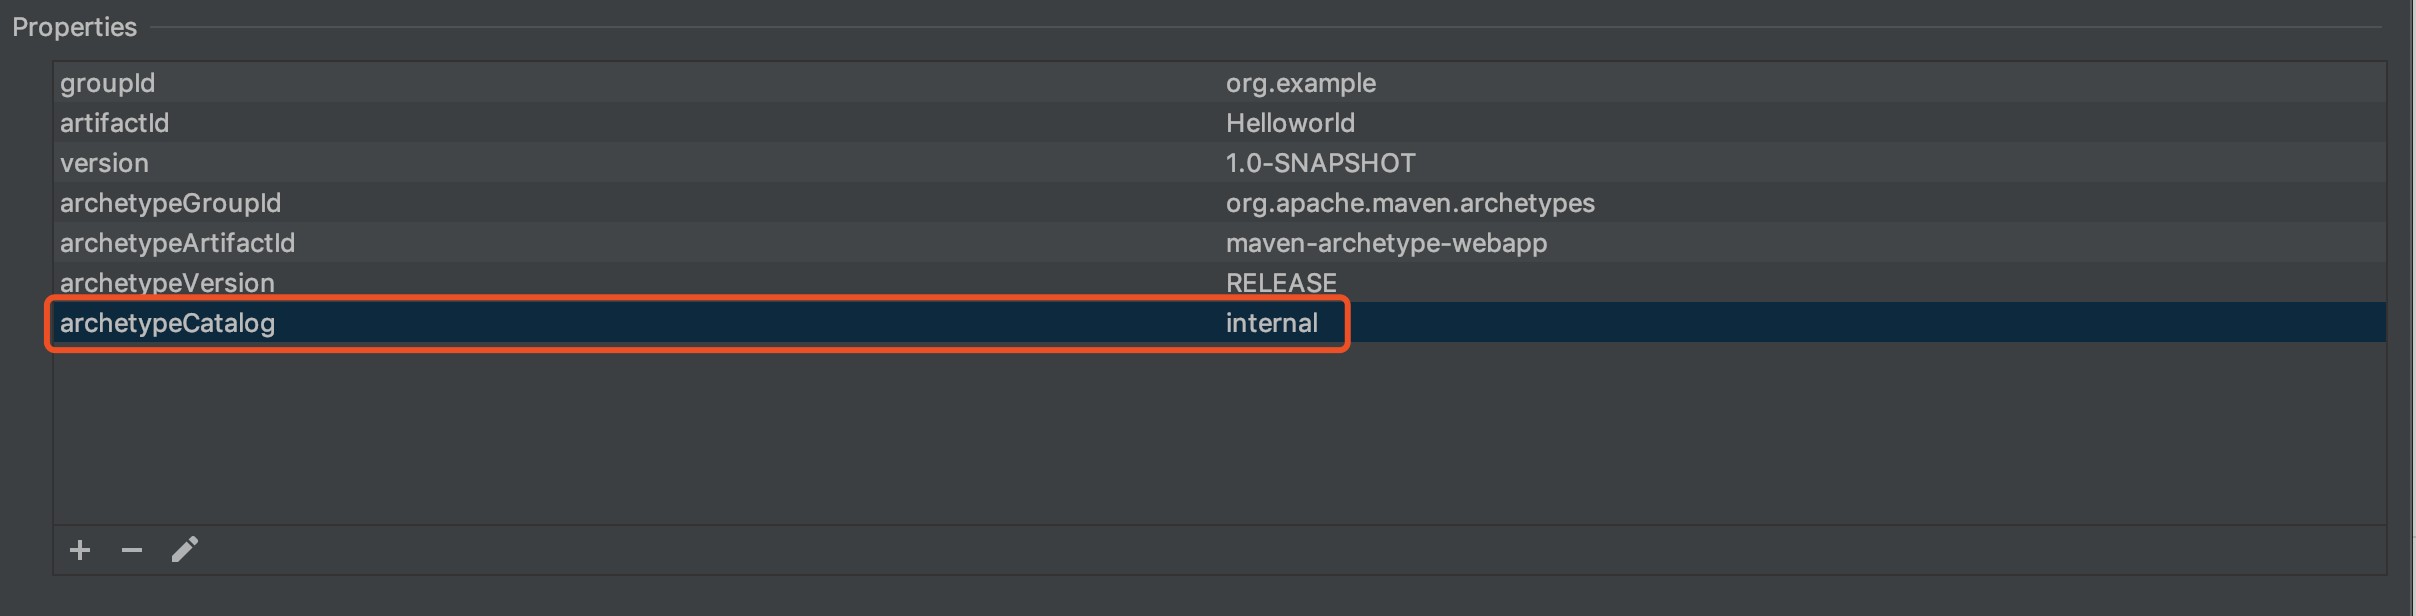 Properties
groupId org.example
artifactId Helloworld
version 1.0-SNAPSHOT
archetypeGroupId org.apache.maven.archetypes
archetypeArtifactId maven-archetype-webapp
archetypeVersion RELEASE
archetypeCatalog internal